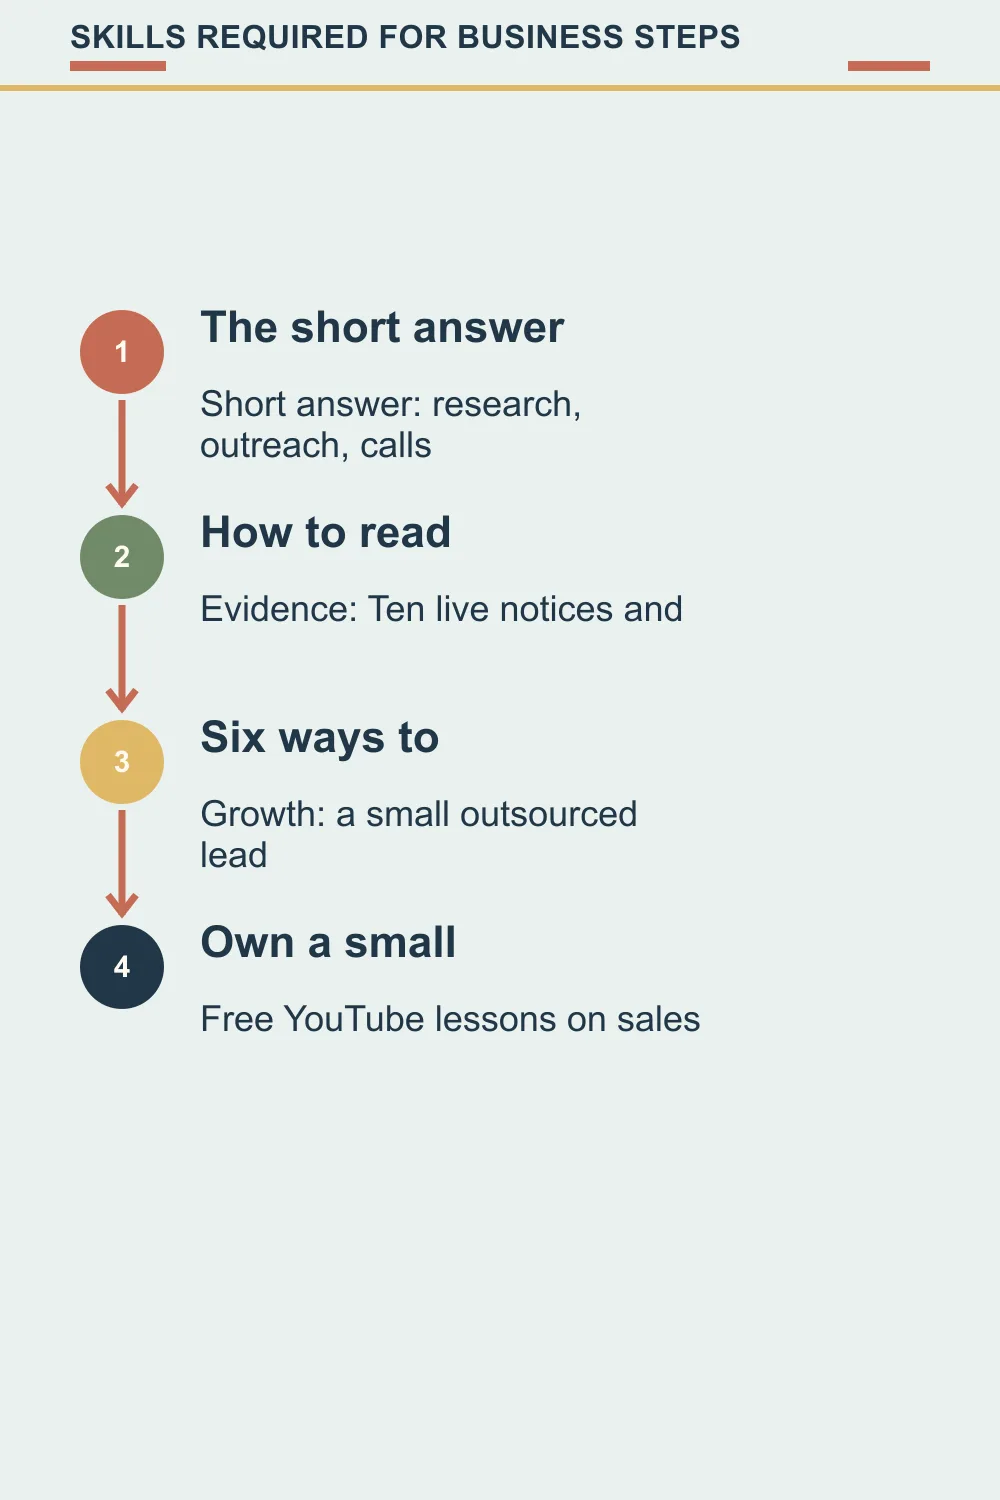 SKILLS REQUIRED FOR BUSINESS STEPS
1
The short answer
Short answer: research,
outreach, calls
2
How to read
Evidence: Ten live notices and
3
Six ways to
Growth: a small outsourced
lead
4
Own a small
Free YouTube lessons on sales